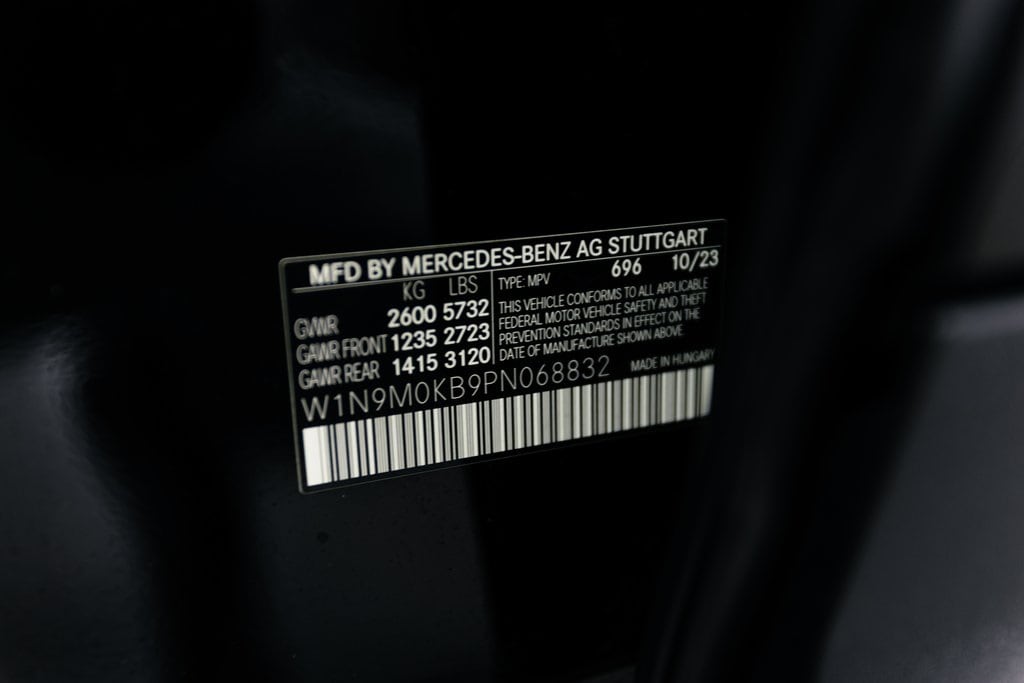 MFD BY MERCEDES-BENZ AG STUTTGART
KG LBS
GVWR 2600 5732
GAWR FRONT 1235 2723
GAWR REAR 1415 3120
TYPE: MPV 696 10/23
THIS VEHICLE CONFORMS TO ALL APPLICABLE
FEDERAL MOTOR VEHICLE SAFETY AND THEFT
PREVENTION STANDARDS IN EFFECT ON THE
DATE OF MANUFACTURE SHOWN ABOVE
W1N9M0KB9PN068832 MADE IN HUNGARY